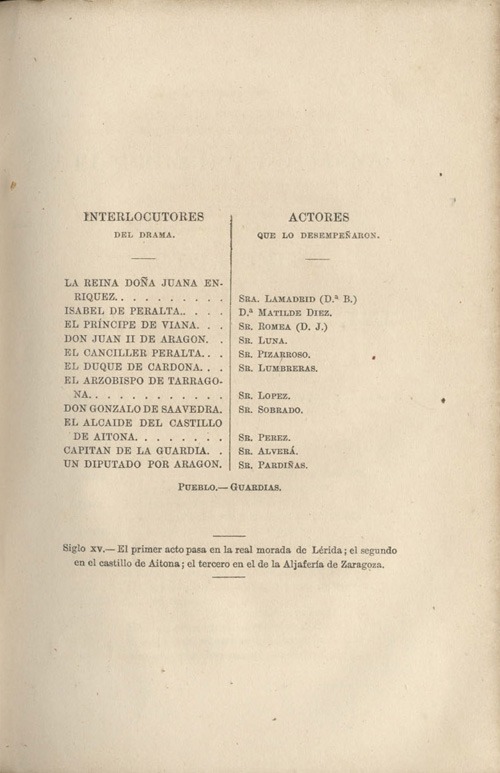 INTERLOCUTORES
DEL DRAMA.
ACTORES
QUE LO DESEMPEÑARON.
LA REINA DOÑA JUANA EN-
RIQUEZ. . . . . . . . . . SRA. LAMADRID (D.ª B.)
ISABEL DE PERALTA. . . . . D.ª MATILDE DIEZ.
EL PRÍNCIPE DE VIANA. . . SR. ROMEA (D. J.)
DON JUAN II DE ARAGON. . SR. LUNA.
EL CANCILLER PERALTA. . . SR. PIZARROSO.
EL DUQUE DE CARDONA. . . SR. LUMBRERAS.
EL ARZOBISPO DE TARRAGO-
NA. . . . . . . . . . . . SR. LOPEZ.
DON GONZALO DE SAAVEDRA. SR. SOBRADO.
EL ALCAIDE DEL CASTILLO
DE AITONA. . . . . . . . SR. PEREZ.
CAPITAN DE LA GUARDIA. . SR. ALVERÁ.
UN DIPUTADO POR ARAGON. SR. PARDIÑAS.
PUEBLO.— GUARDIAS.
Siglo XV.— El primer acto pasa en la real morada de Lérida; el segundo
en el castillo de Aitona; el tercero en el de la Aljafería de Zaragoza.